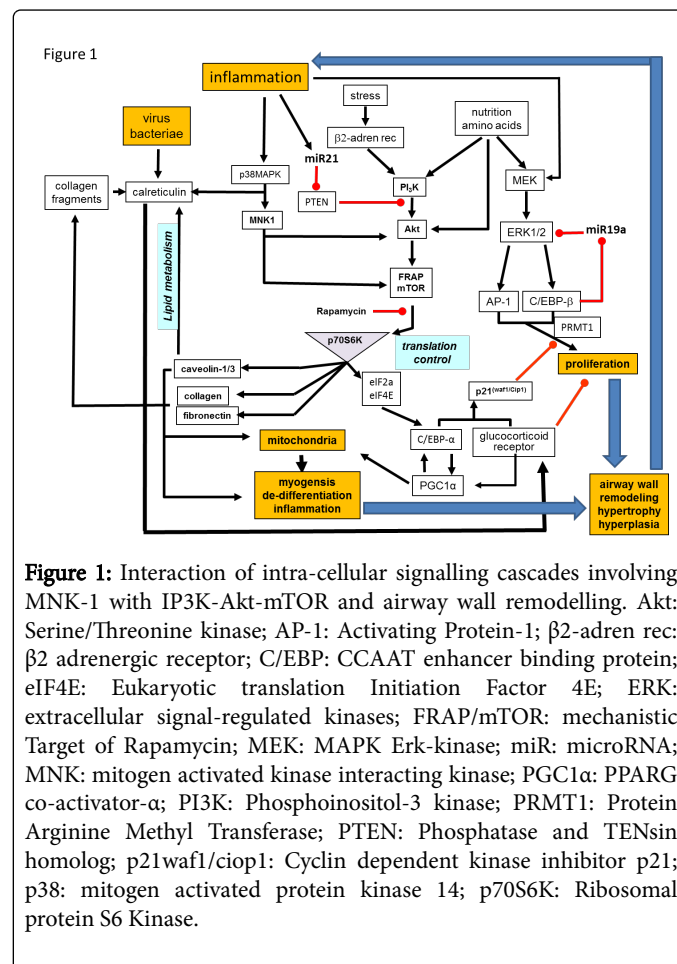 Figure 1
inflammation
stress
virus
bacteriae
β2-adren rec
nutrition
amino acids
miR21
p38MAPK
collagen
fragments
calreticulin
PTEN
PI₃K
MEK
MNK1
Akt
ERK1/2
miR19a
Lipid metabolism
FRAP
mTOR
AP-1
C/EBP-β
Rapamycin
PRMT1
p70S6K
translation
control
proliferation
caveolin-1/3
eIF2a
eIF4E
p21(waf1/Cip1)
collagen
fibronectin
mitochondria
C/EBP-α
glucocorticoid
receptor
myogensis
de-differentiation
inflammation
PGC1α
airway wall
remodeling
hypertrothy
hyperplasia
Figure 1: Interaction of intra-cellular signalling cascades involving
MNK-1 with IP3K-Akt-mTOR and airway wall remodelling. Akt:
Serine/Threonine kinase; AP-1: Activating Protein-1; β2-adren rec:
β2 adrenergic receptor; C/EBP: CCAAT enhancer binding protein;
eIF4E: Eukaryotic translation Initiation Factor 4E; ERK:
extracellular signal-regulated kinases; FRAP/mTOR: mechanistic
Target of Rapamycin; MEK: MAPK Erk-kinase; miR: microRNA;
MNK: mitogen activated kinase interacting kinase; PGC1α: PPARG
co-activator-α; PI3K: Phosphoinositol-3 kinase; PRMT1: Protein
Arginine Methyl Transferase; PTEN: Phosphatase and TENsin
homolog; p21waf1/ciop1: Cyclin dependent kinase inhibitor p21;
p38: mitogen activated protein kinase 14; p70S6K: Ribosomal
protein S6 Kinase.